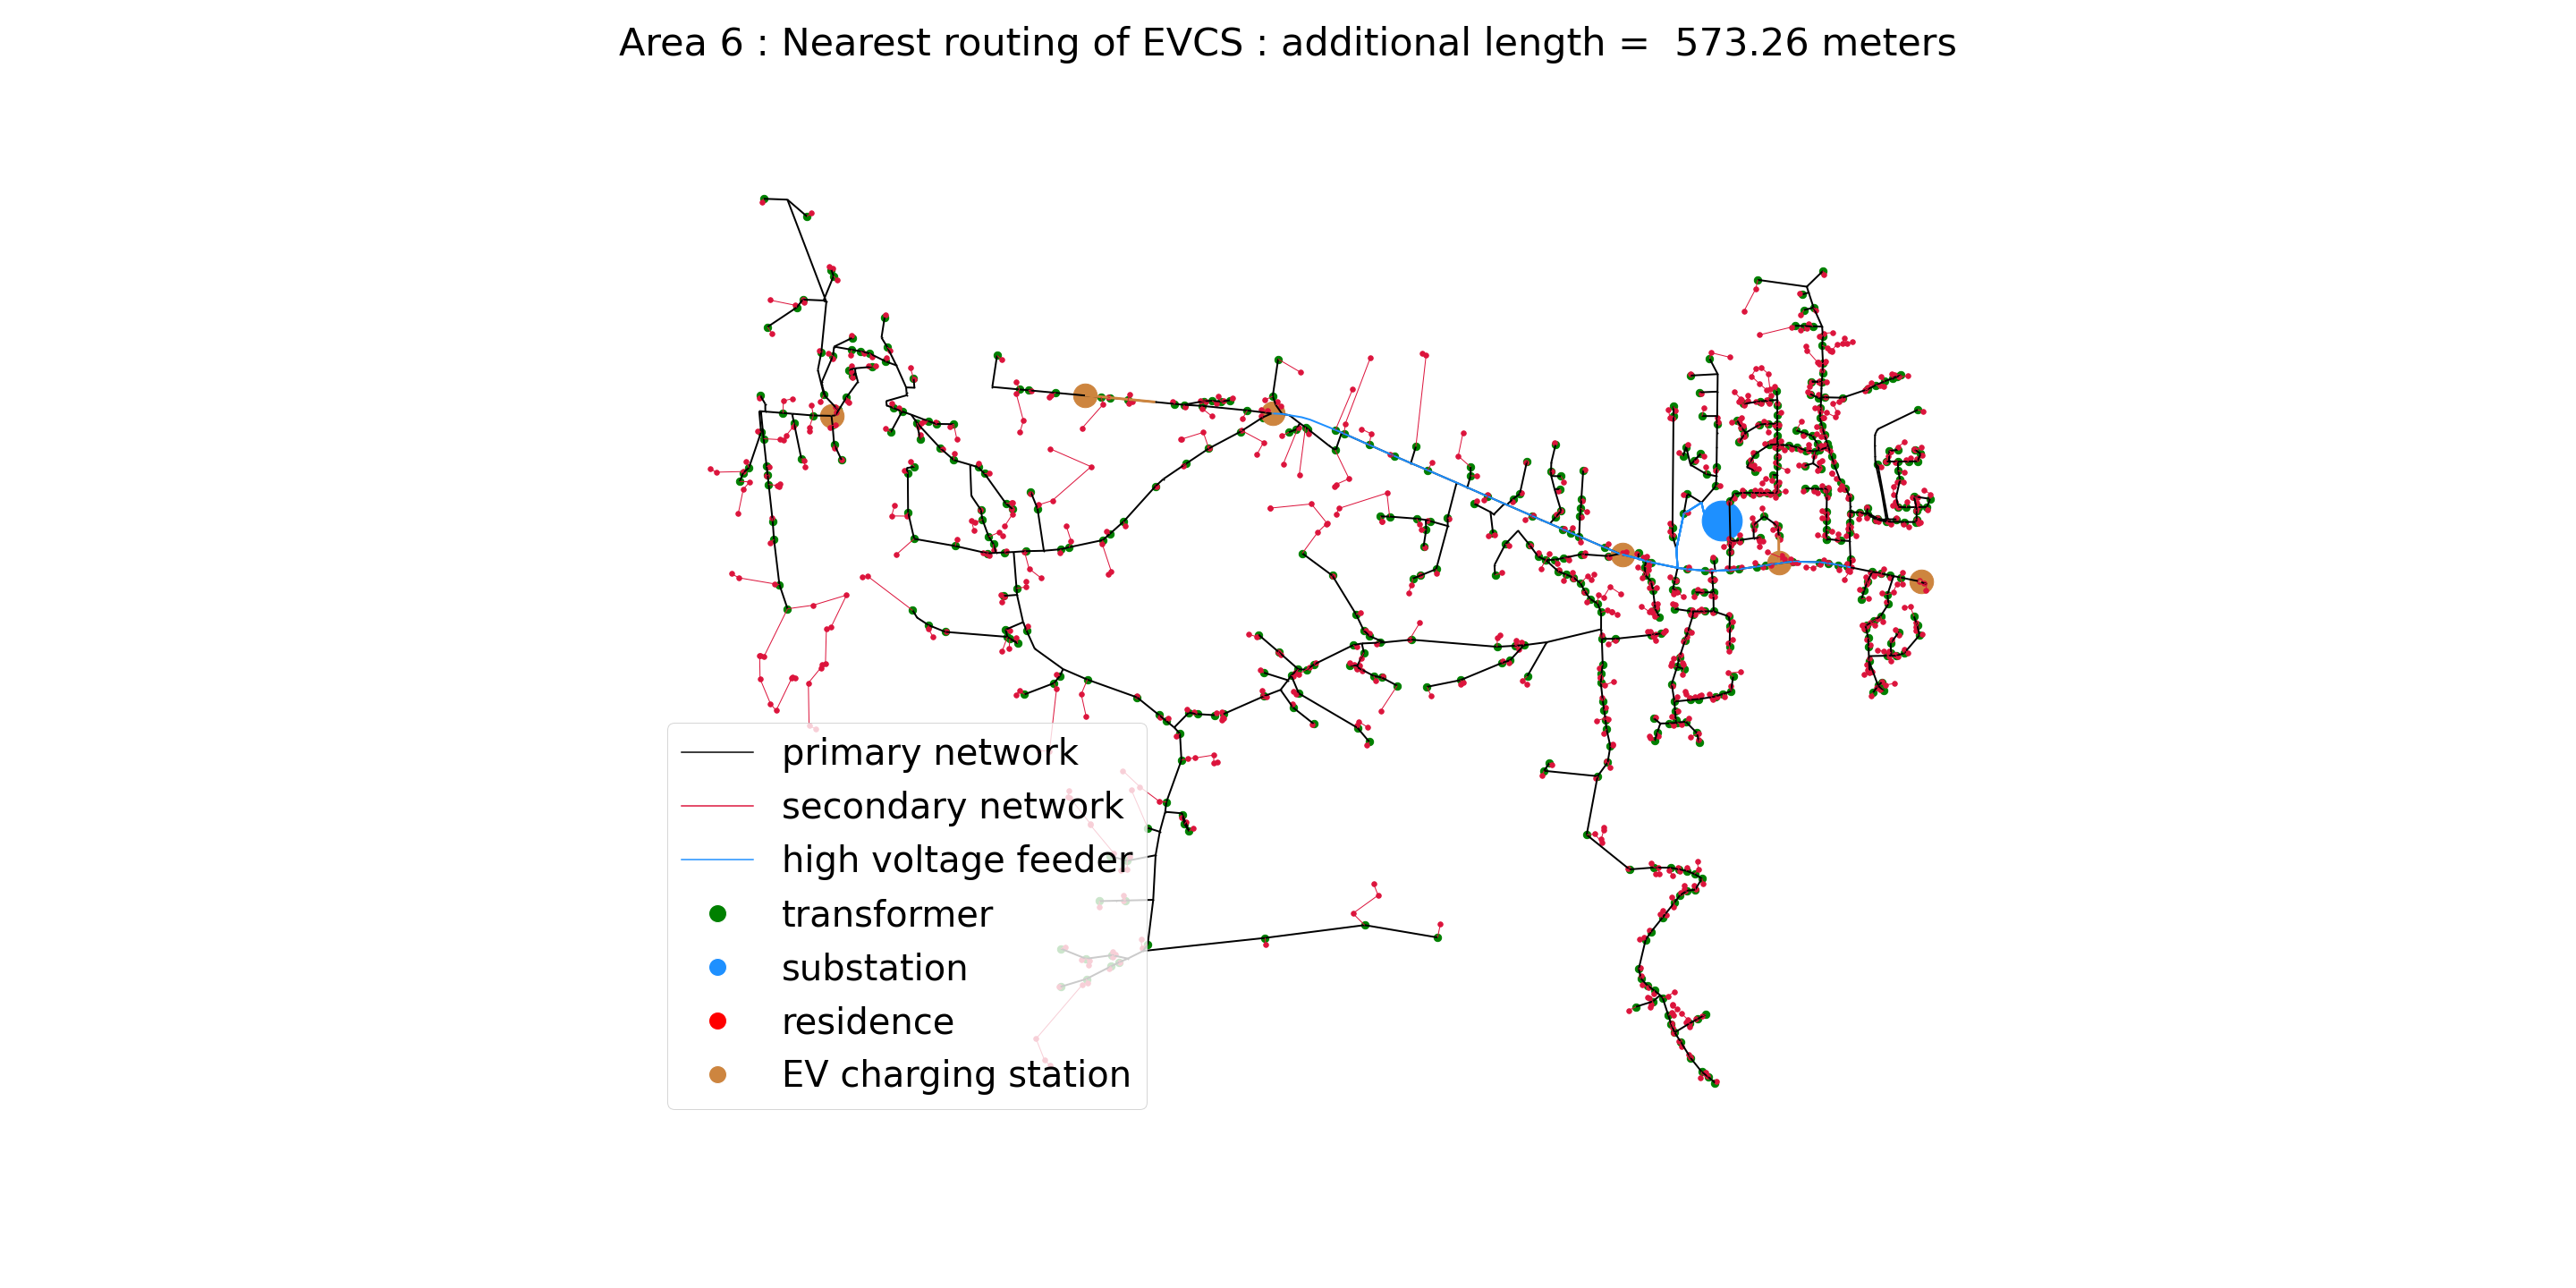 Area 6 : Nearest routing of EVCS : additional length =  573.26 meters
primary network
secondary network
high voltage feeder
transformer
substation
residence
EV charging station